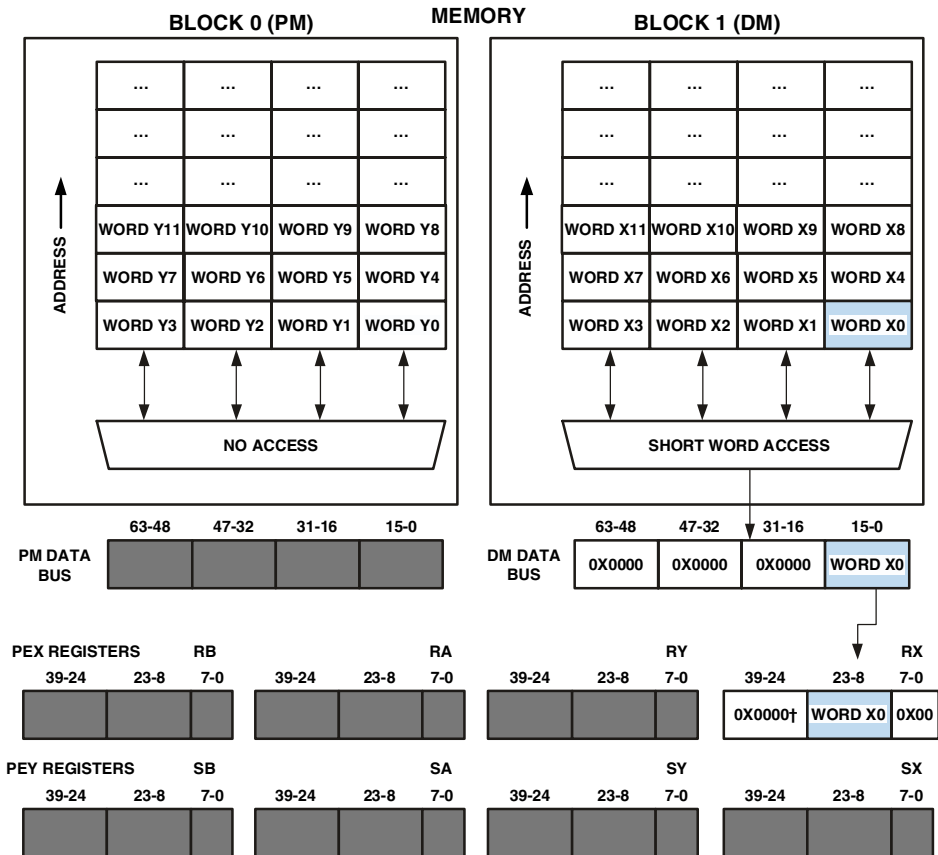 MEMORY
BLOCK 0 (PM)
... ... ... ...
... ... ... ...
... ... ... ...
WORD Y11 WORD Y10 WORD Y9 WORD Y8
WORD Y7 WORD Y6 WORD Y5 WORD Y4
WORD Y3 WORD Y2 WORD Y1 WORD Y0
ADDRESS
NO ACCESS
BLOCK 1 (DM)
... ... ... ...
... ... ... ...
... ... ... ...
WORD X11 WORD X10 WORD X9 WORD X8
WORD X7 WORD X6 WORD X5 WORD X4
WORD X3 WORD X2 WORD X1 WORD X0
ADDRESS
SHORT WORD ACCESS
63-48 47-32 31-16 15-0
PM DATA
BUS
63-48 47-32 31-16 15-0
DM DATA
BUS
0X0000 0X0000 0X0000 WORD X0
PEX REGISTERS RB RA RY RX
39-24 23-8 7-0 39-24 23-8 7-0 39-24 23-8 7-0 39-24 23-8 7-0
0X0000† WORD X0 0X00
PEY REGISTERS SB SA SY SX
39-24 23-8 7-0 39-24 23-8 7-0 39-24 23-8 7-0 39-24 23-8 7-0